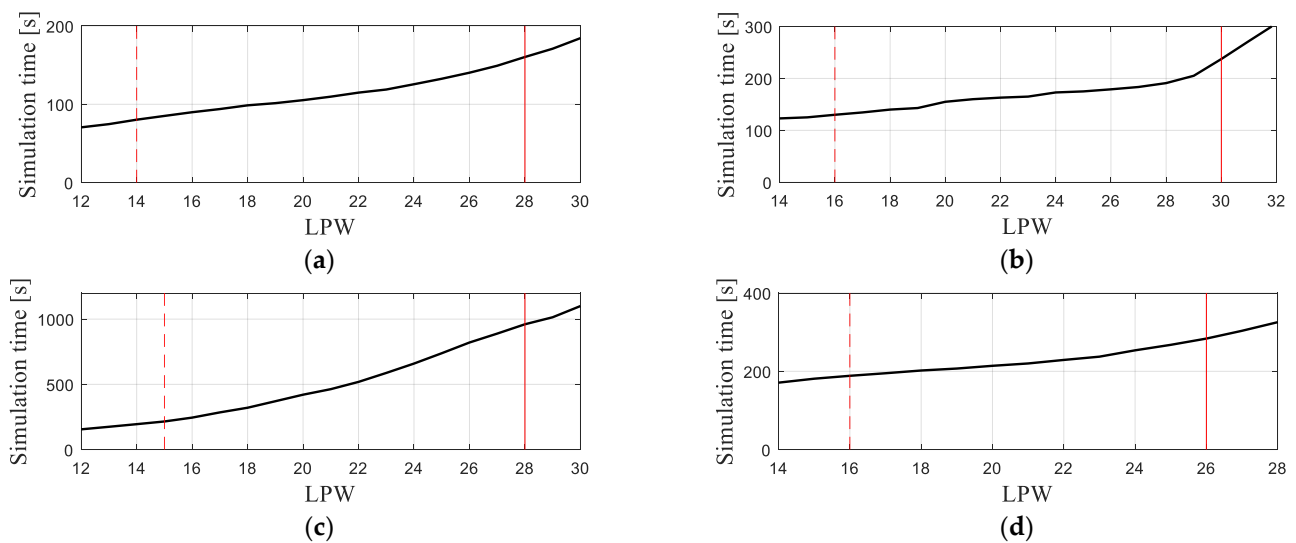 Simulation time [s]
200
100
0
12 14 16 18 20 22 24 26 28 30
LPW
(a)
Simulation time [s]
300
200
100
0
14 16 18 20 22 24 26 28 30 32
LPW
(b)
Simulation time [s]
1000
500
0
12 14 16 18 20 22 24 26 28 30
LPW
(c)
Simulation time [s]
400
200
0
14 16 18 20 22 24 26 28
LPW
(d)